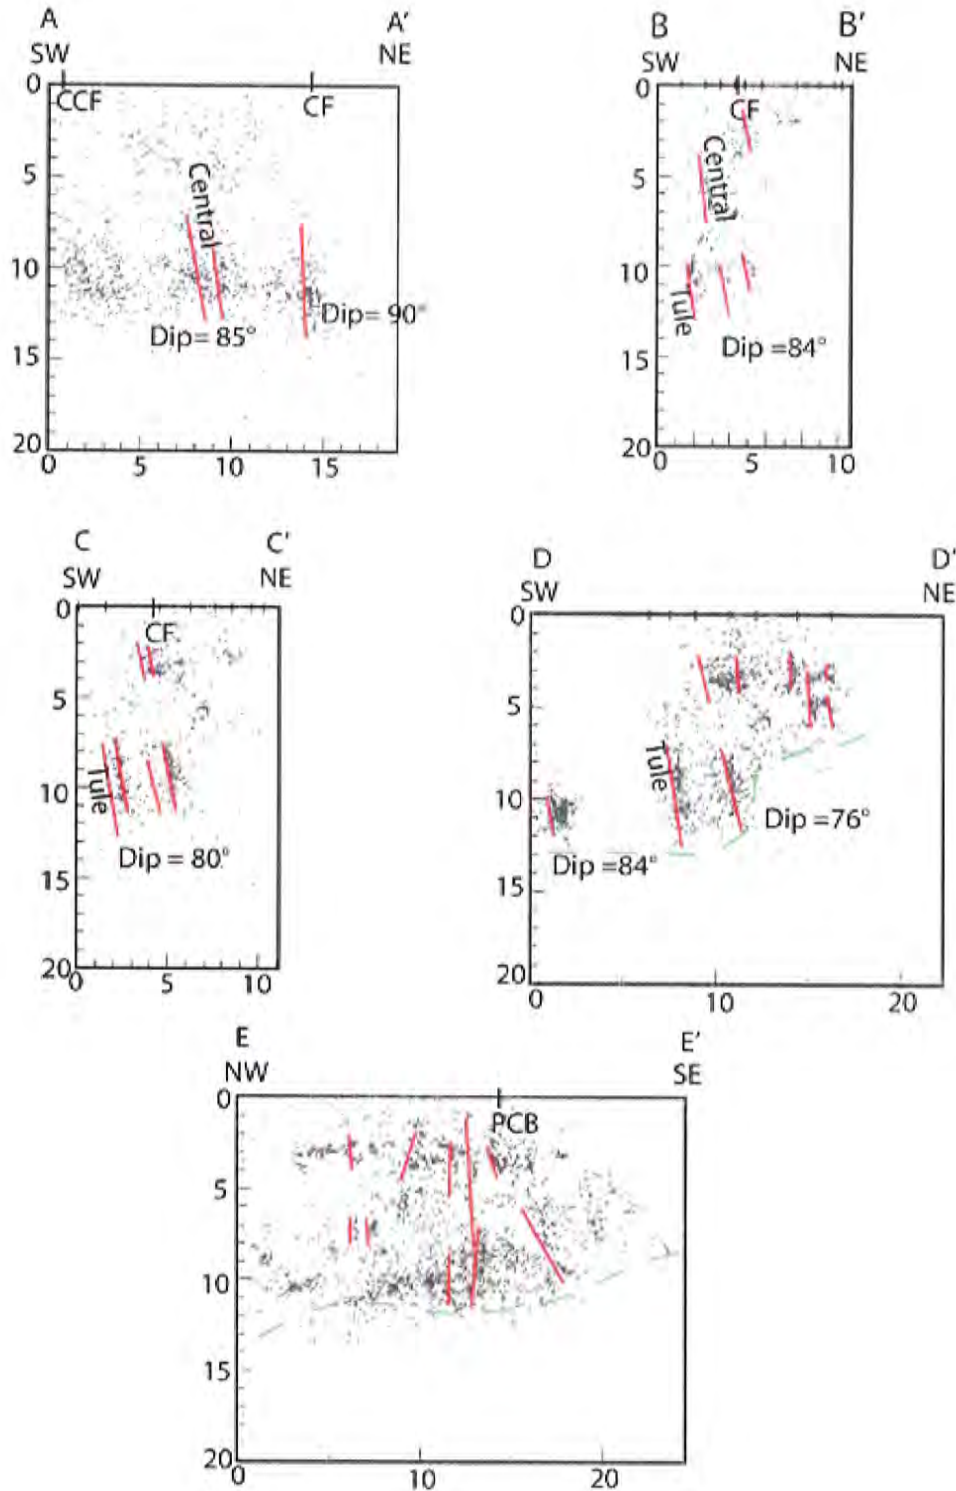 A A'
SW NE
0
CCF CF
5
Central
10
Dip= 90°
Dip= 85°
15
20
0 5 10 15
B B'
SW NE
0
CF
5
Central
10
Tule
Dip =84°
15
20
0 5 10
C C'
SW NE
0
CF
5
Tule
10
Dip = 80°
15
20
0 5 10
D D'
SW NE
0
5
Tule
10
Dip =76°
Dip =84°
15
20
0 10 20
E E'
NW SE
0
PCB
5
10
15
20
0 10 20